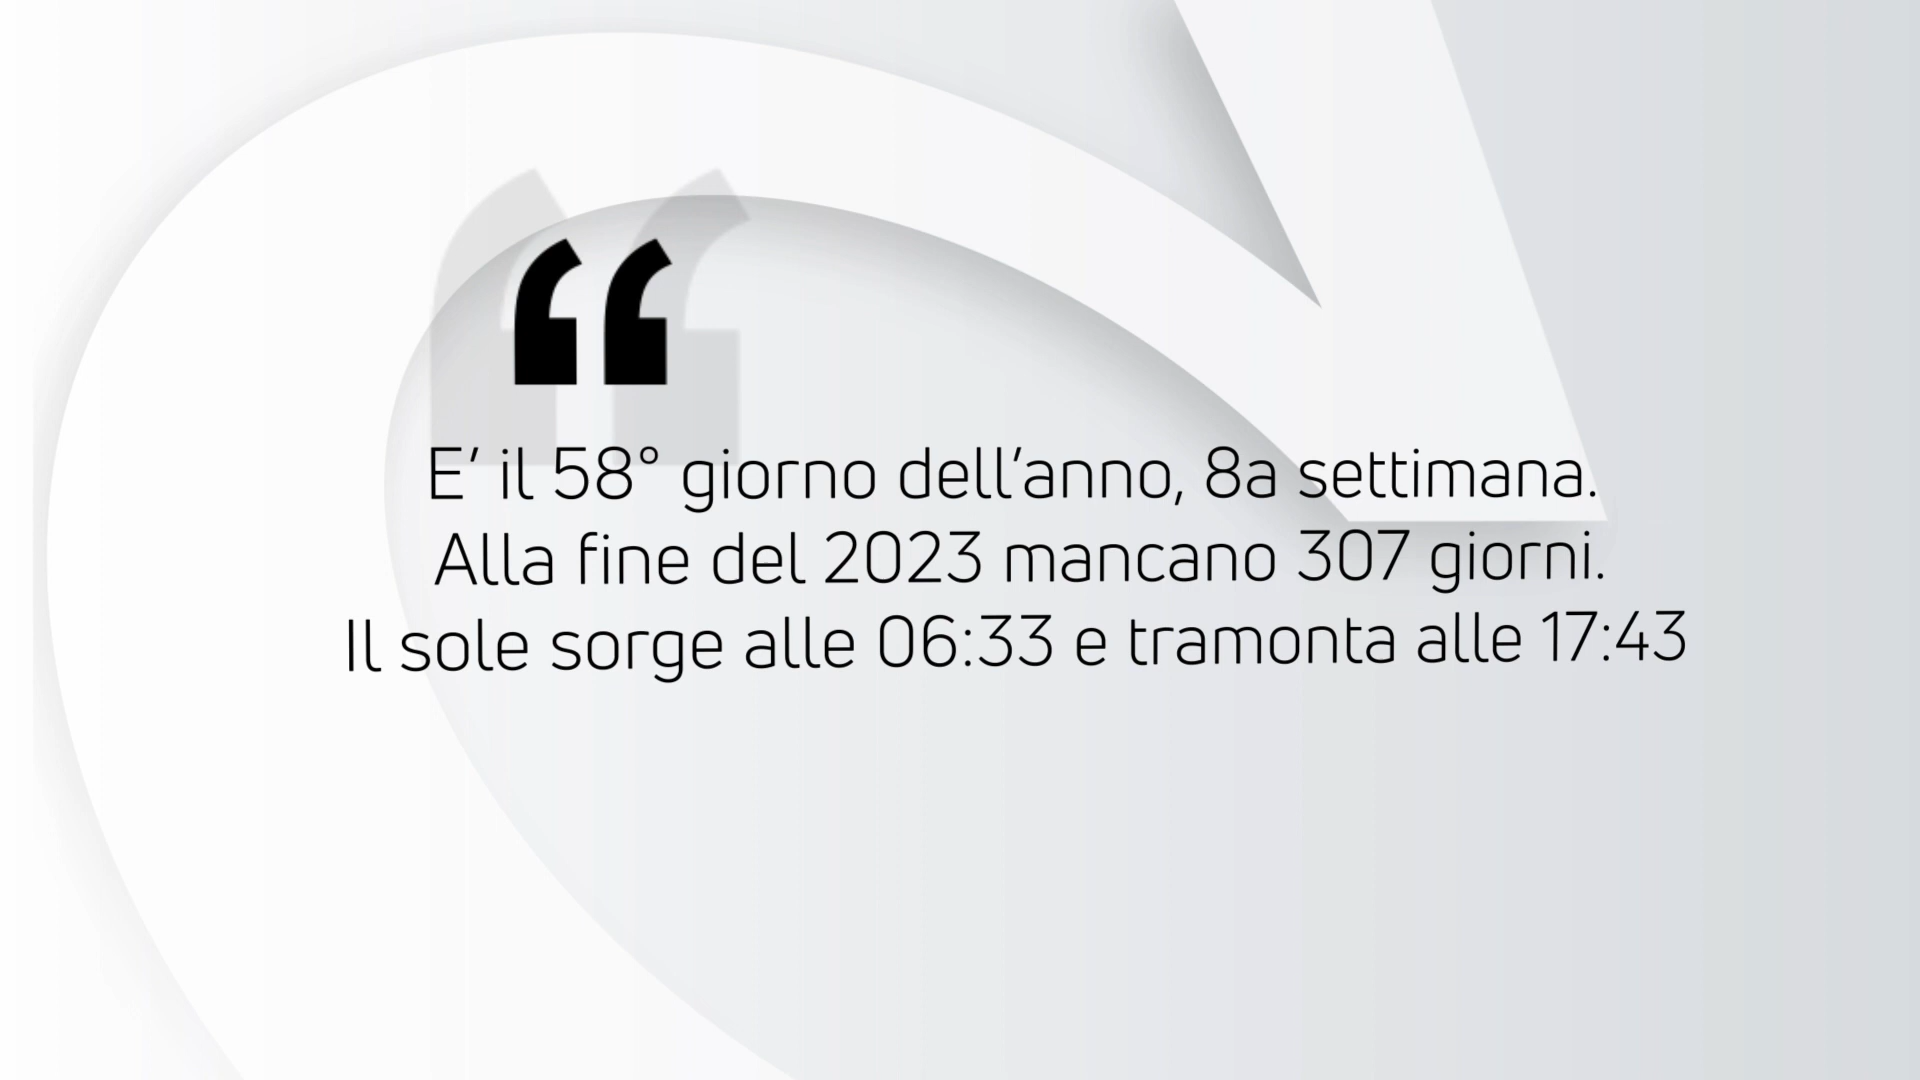 “
E’ il 58° giorno dell’anno, 8a settimana.
Alla fine del 2023 mancano 307 giorni.
Il sole sorge alle 06:33 e tramonta alle 17:43